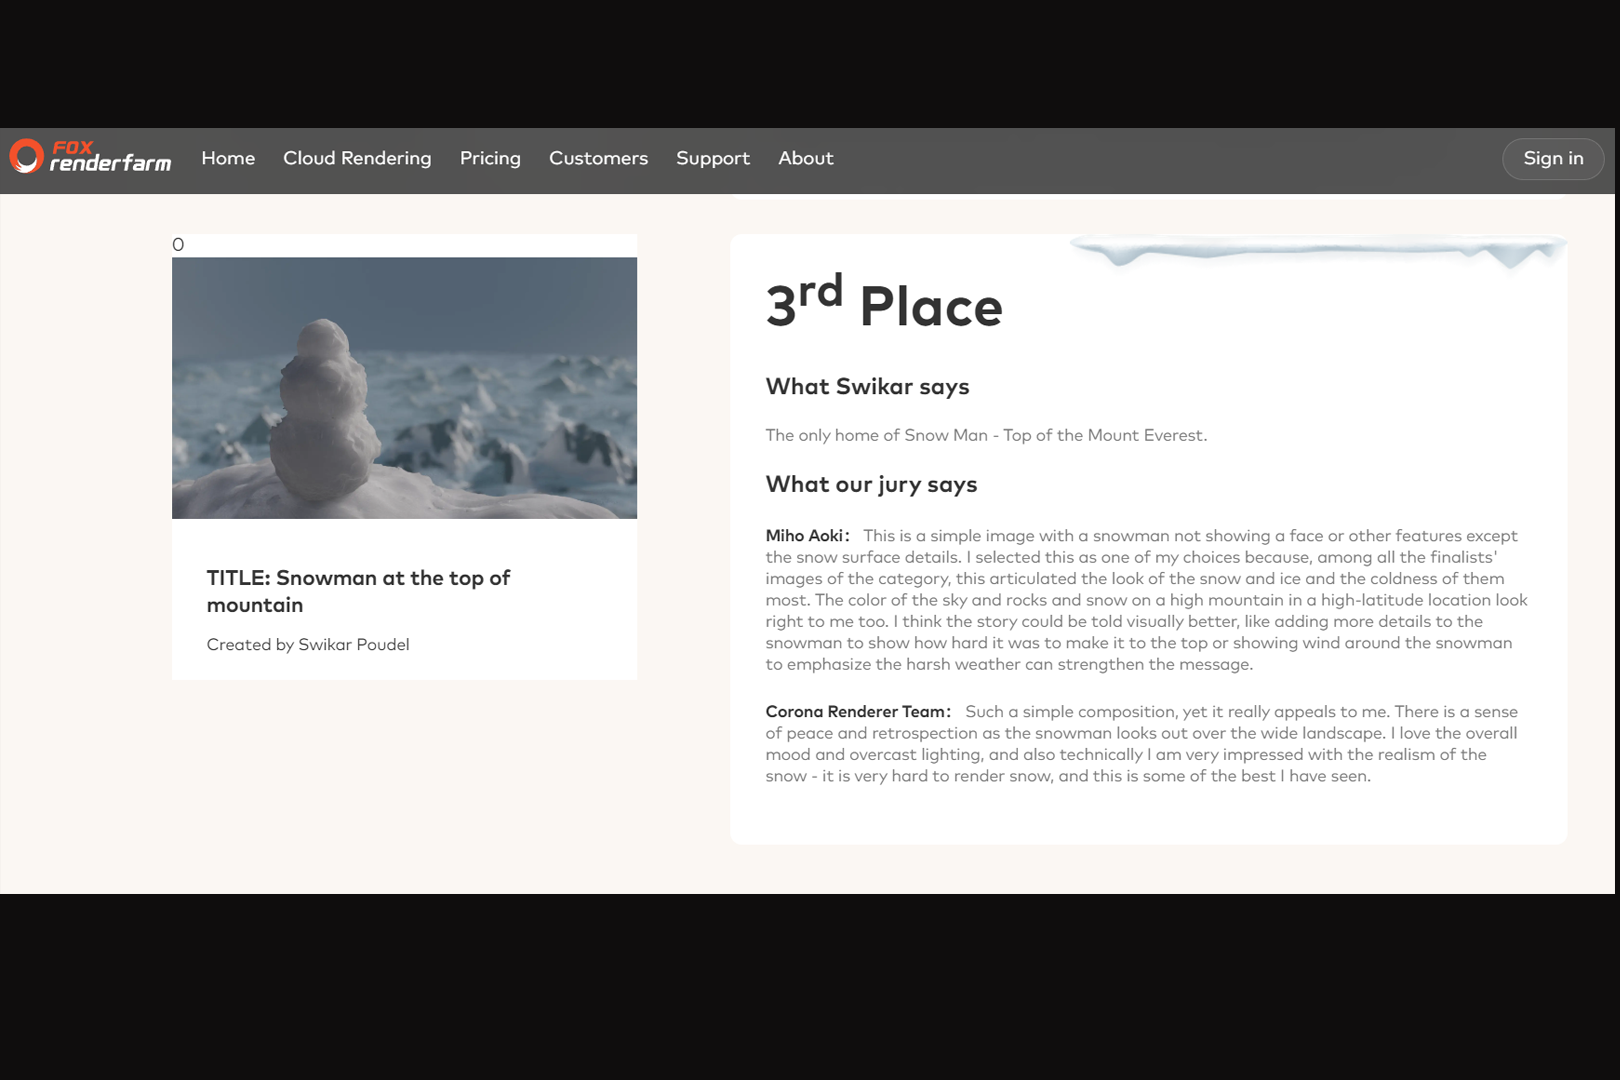 FOX
renderfarm
Home
Cloud Rendering
Pricing
Customers
Support
About
Sign in
0
TITLE: Snowman at the top of
mountain
Created by Swikar Poudel
3rd Place
What Swikar says
The only home of Snow Man - Top of the Mount Everest.
What our jury says
Miho Aoki: This is a simple image with a snowman not showing a face or other features except
the snow surface details. I selected this as one of my choices because, among all the finalists'
images of the category, this articulated the look of the snow and ice and the coldness of them
most. The color of the sky and rocks and snow on a high mountain in a high-latitude location look
right to me too. I think the story could be told visually better, like adding more details to the
snowman to show how hard it was to make it to the top or showing wind around the snowman
to emphasize the harsh weather can strengthen the message.
Corona Renderer Team: Such a simple composition, yet it really appeals to me. There is a sense
of peace and retrospection as the snowman looks out over the wide landscape. I love the overall
mood and overcast lighting, and also technically I am very impressed with the realism of the
snow - it is very hard to render snow, and this is some of the best I have seen.